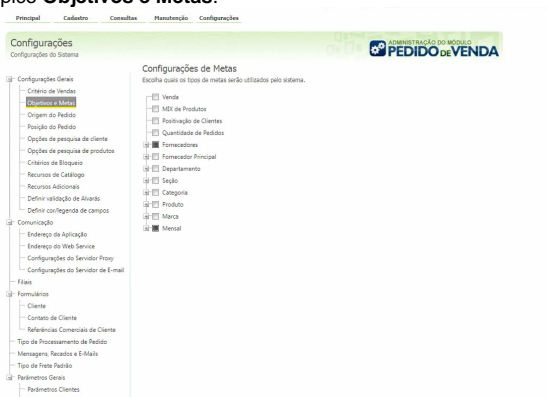 picos Objetivos e Metas.
Principal Cadastro Consultas Manutenção Configurações
Configurações
Configurações do Sistema
ADMINISTRAÇÃO DO MÓDULO
PEDIDO DE VENDA
Configurações Gerais
Critério de Vendas
Objetivos e Metas
Origem do Pedido
Posição do Pedido
Opções de pesquisa de cliente
Opções de pesquisa de produtos
Critérios de Bloqueio
Recursos de Catálogo
Recursos Adicionais
Definir validação de Alvarás
Definir cor/legenda de campos
Comunicação
Endereço da Aplicação
Endereço do Web Service
Configurações do Servidor Proxy
Configurações do Servidor de E-mail
Filiais
Formulários
Cliente
Contato de Cliente
Referências Comerciais de Cliente
Tipo de Processamento de Pedido
Mensagens, Recados e E-Mails
Tipo de Frete Padrão
Parâmetros Gerais
Parâmetros Clientes
Configurações de Metas
Escolha quais os tipos de metas serão utilizados pelo sistema.
Venda
MIX de Produtos
Positivação de Clientes
Quantidade de Pedidos
Fornecedores
Fornecedor Principal
Departamento
Seção
Categoria
Produto
Marca
Mensal